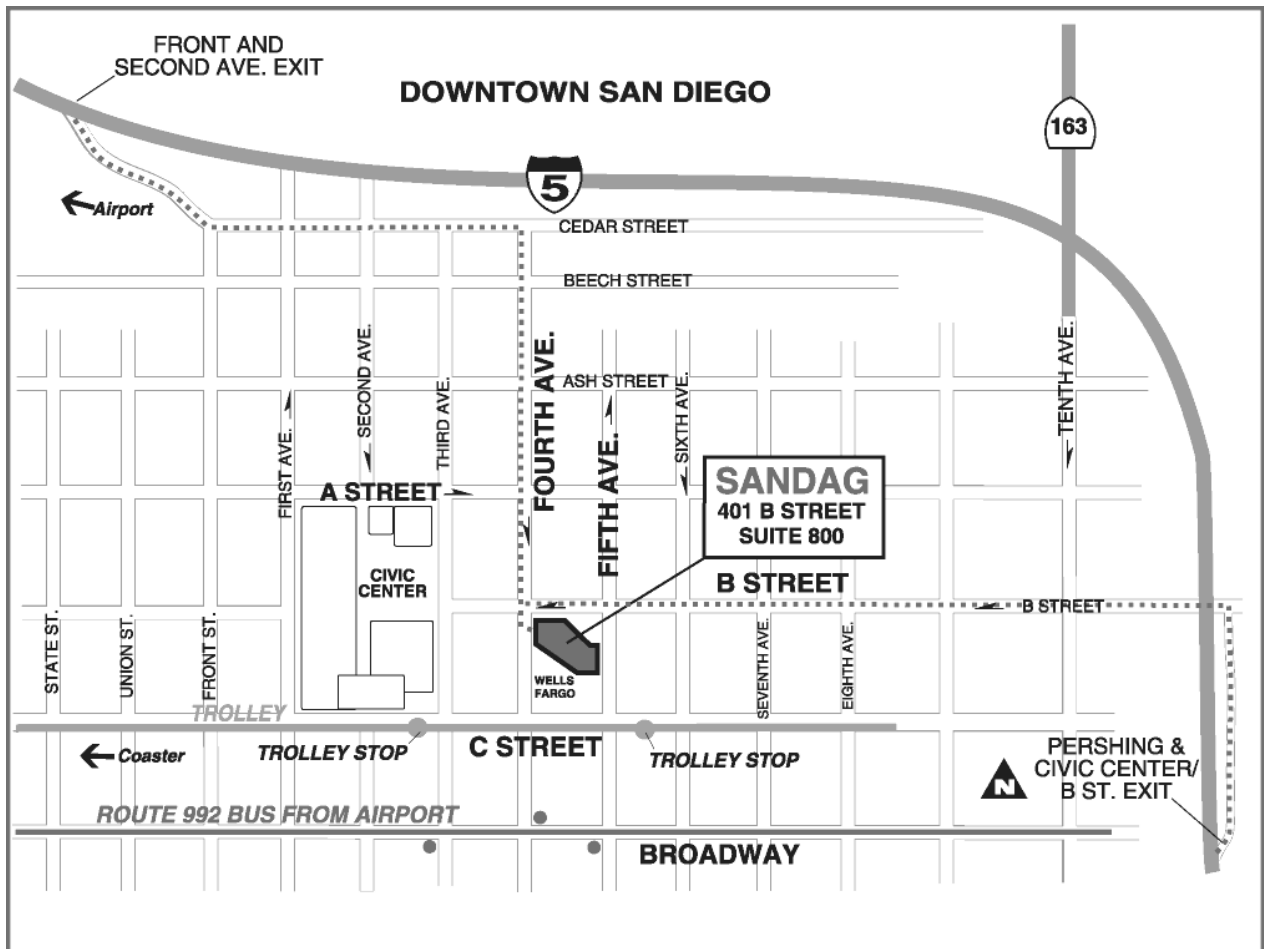 FRONT AND
SECOND AVE. EXIT
DOWNTOWN SAN DIEGO
163
5
Airport
CEDAR STREET
BEECH STREET
ASH STREET
FIRST AVE.
SECOND AVE.
THIRD AVE.
FOURTH AVE.
FIFTH AVE.
SIXTH AVE.
TENTH AVE.
A STREET
SANDAG
401 B STREET
SUITE 800
CIVIC
CENTER
B STREET
B STREET
STATE ST.
UNION ST.
FRONT ST.
WELLS
FARGO
SEVENTH AVE.
EIGHTH AVE.
TROLLEY
Coaster
TROLLEY STOP
C STREET
TROLLEY STOP
PERSHING &
CIVIC CENTER/
B ST. EXIT
N
ROUTE 992 BUS FROM AIRPORT
BROADWAY